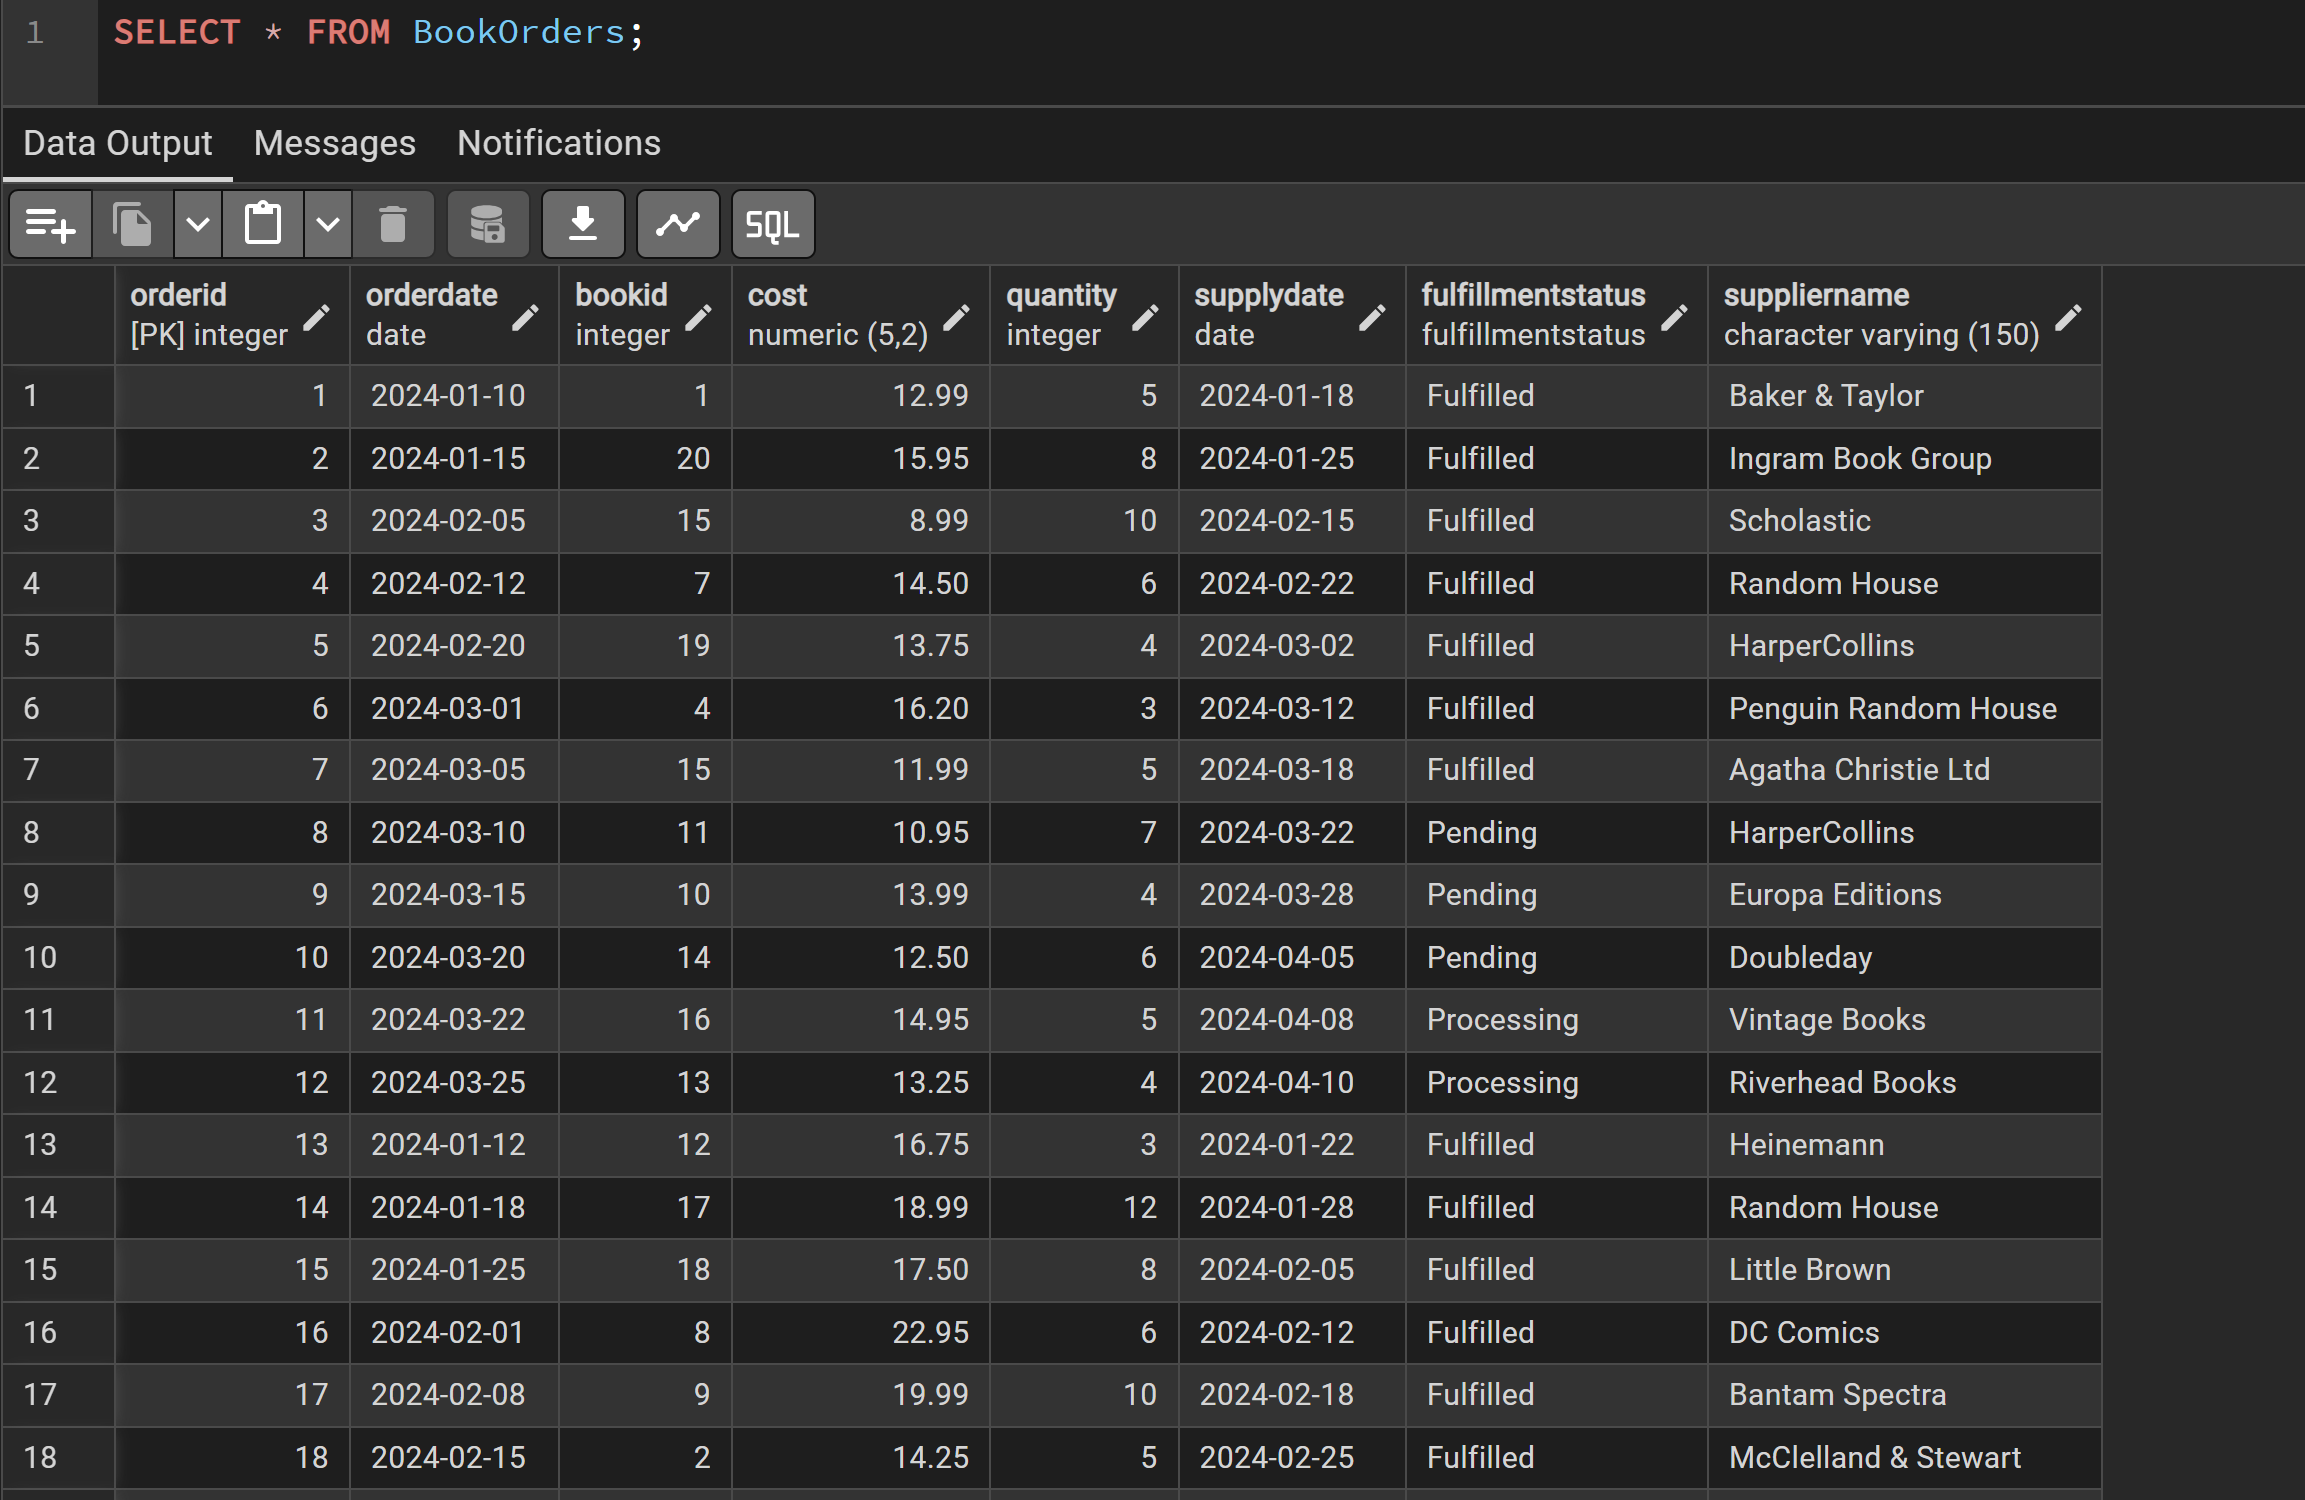 1 SELECT * FROM BookOrders;
Data Output Messages Notifications
SQL
orderid orderdate bookid cost quantity supplydate fulfillmentstatus suppliername
[PK] integer date integer numeric (5,2) integer date fulfillmentstatus character varying (150)
1 1 2024-01-10 1 12.99 5 2024-01-18 Fulfilled Baker & Taylor
2 2 2024-01-15 20 15.95 8 2024-01-25 Fulfilled Ingram Book Group
3 3 2024-02-05 15 8.99 10 2024-02-15 Fulfilled Scholastic
4 4 2024-02-12 7 14.50 6 2024-02-22 Fulfilled Random House
5 5 2024-02-20 19 13.75 4 2024-03-02 Fulfilled HarperCollins
6 6 2024-03-01 4 16.20 3 2024-03-12 Fulfilled Penguin Random House
7 7 2024-03-05 15 11.99 5 2024-03-18 Fulfilled Agatha Christie Ltd
8 8 2024-03-10 11 10.95 7 2024-03-22 Pending HarperCollins
9 9 2024-03-15 10 13.99 4 2024-03-28 Pending Europa Editions
10 10 2024-03-20 14 12.50 6 2024-04-05 Pending Doubleday
11 11 2024-03-22 16 14.95 5 2024-04-08 Processing Vintage Books
12 12 2024-03-25 13 13.25 4 2024-04-10 Processing Riverhead Books
13 13 2024-01-12 12 16.75 3 2024-01-22 Fulfilled Heinemann
14 14 2024-01-18 17 18.99 12 2024-01-28 Fulfilled Random House
15 15 2024-01-25 18 17.50 8 2024-02-05 Fulfilled Little Brown
16 16 2024-02-01 8 22.95 6 2024-02-12 Fulfilled DC Comics
17 17 2024-02-08 9 19.99 10 2024-02-18 Fulfilled Bantam Spectra
18 18 2024-02-15 2 14.25 5 2024-02-25 Fulfilled McClelland & Stewart